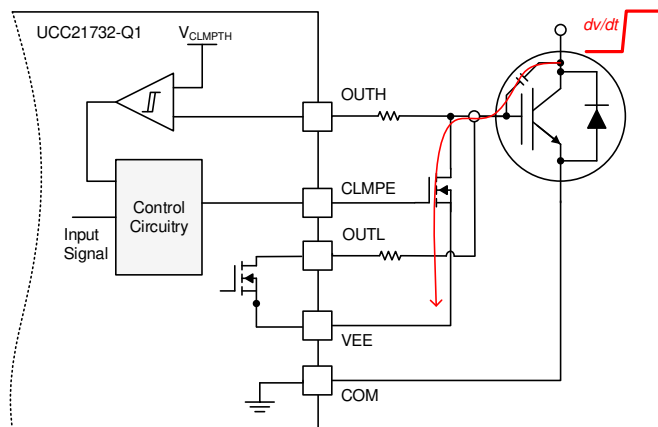 UCC21732-Q1
VCLMPTH
dv/dt
OUTH
CLMPE
Control
Circuitry
Input
Signal
OUTL
VEE
COM